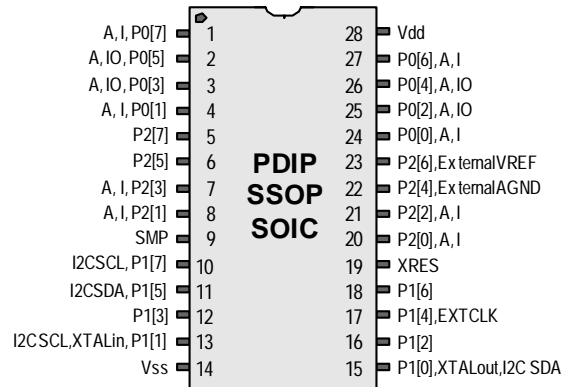 A, I, P0[7] 1 28 Vdd
A, IO, P0[5] 2 27 P0[6], A, I
A, IO, P0[3] 3 26 P0[4], A, IO
A, I, P0[1] 4 25 P0[2], A, IO
P2[7] 5 24 P0[0], A, I
P2[5] 6 PDIP 23 P2[6], External VREF
A, I, P2[3] 7 SSOP 22 P2[4], External AGND
A, I, P2[1] 8 SOIC 21 P2[2], A, I
SMP 9 20 P2[0], A, I
I2CSCL, P1[7] 10 19 XRES
I2CSDA, P1[5] 11 18 P1[6]
P1[3] 12 17 P1[4], EXTCLK
I2C SCL, XTALin, P1[1] 13 16 P1[2]
Vss 14 15 P1[0], XTALout, I2C SDA